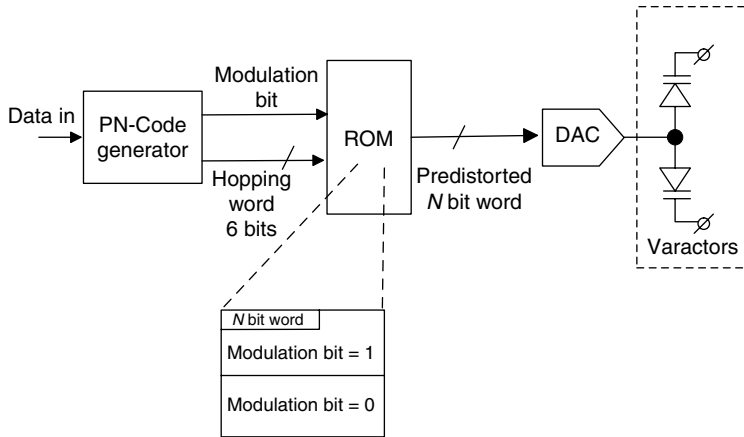 Data in
PN-Code
generator
Modulation
bit
Hopping
word
6 bits
ROM
Predistorted
N bit word
DAC
Varactors
N bit word
Modulation bit = 1
Modulation bit = 0